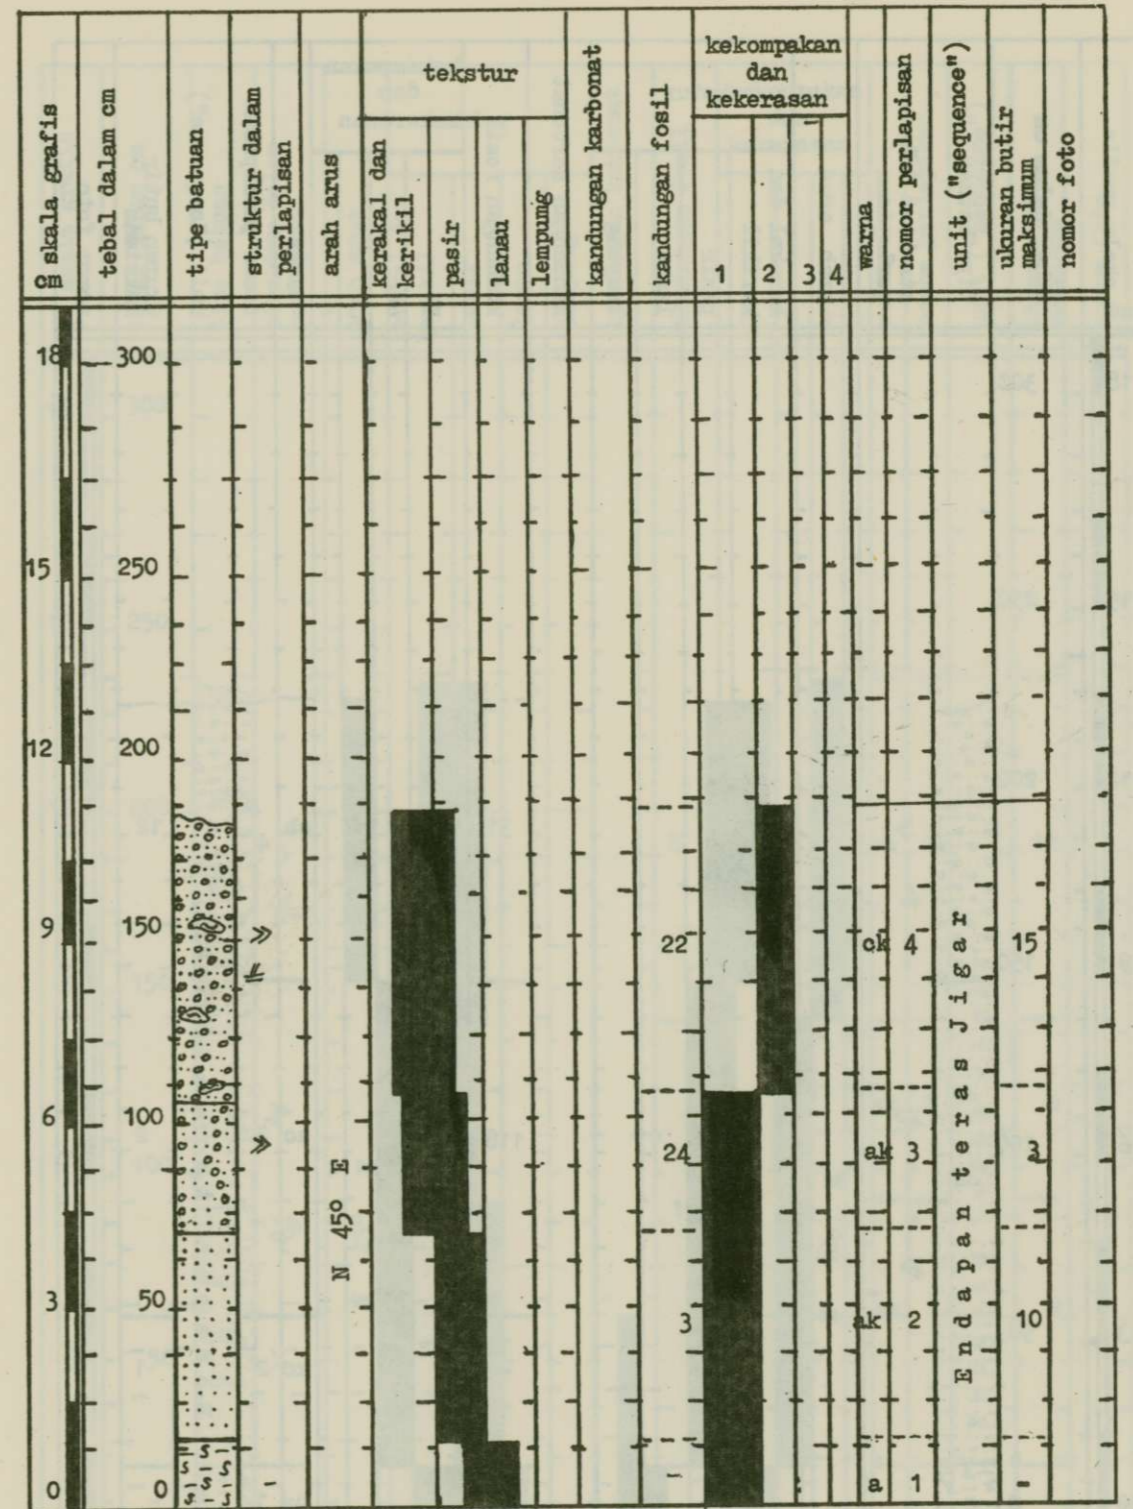 cm skala grafis
tebal dalam cm
tipe batuan
struktur dalam
perlapisan
arah arus
tekstur
kerakal dan
kerikil
pasir
lanau
lempumg
kandungan karbonat
kandungan fosil
kekompakan
dan
kekerasan
1
2
3
4
warna
nomor perlapisan
unit ("sequence")
ukuran butir
maksimum
nomor foto
18
300
15
250
12
200
9
150
22
ck
4
15
6
100
24
ak
3
3
N 45° E
3
50
3
ak
2
10
Endapan teras Jigar
0
0
-
-
a
1
-